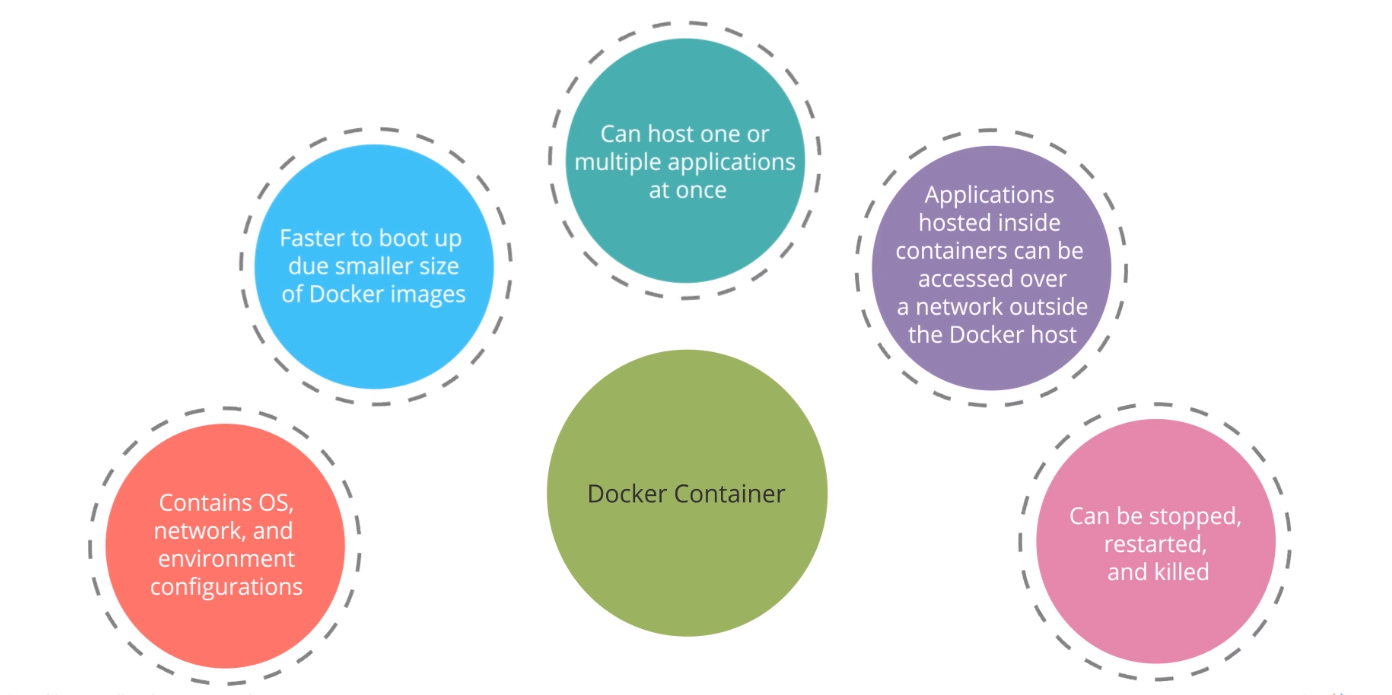 Can host one or
multiple applications
at once
Faster to boot up
due smaller size
of Docker images
Applications
hosted inside
containers can be
accessed over
a network outside
the Docker host
Docker Container
Contains OS,
network, and
environment
configurations
Can be stopped,
restarted,
and killed